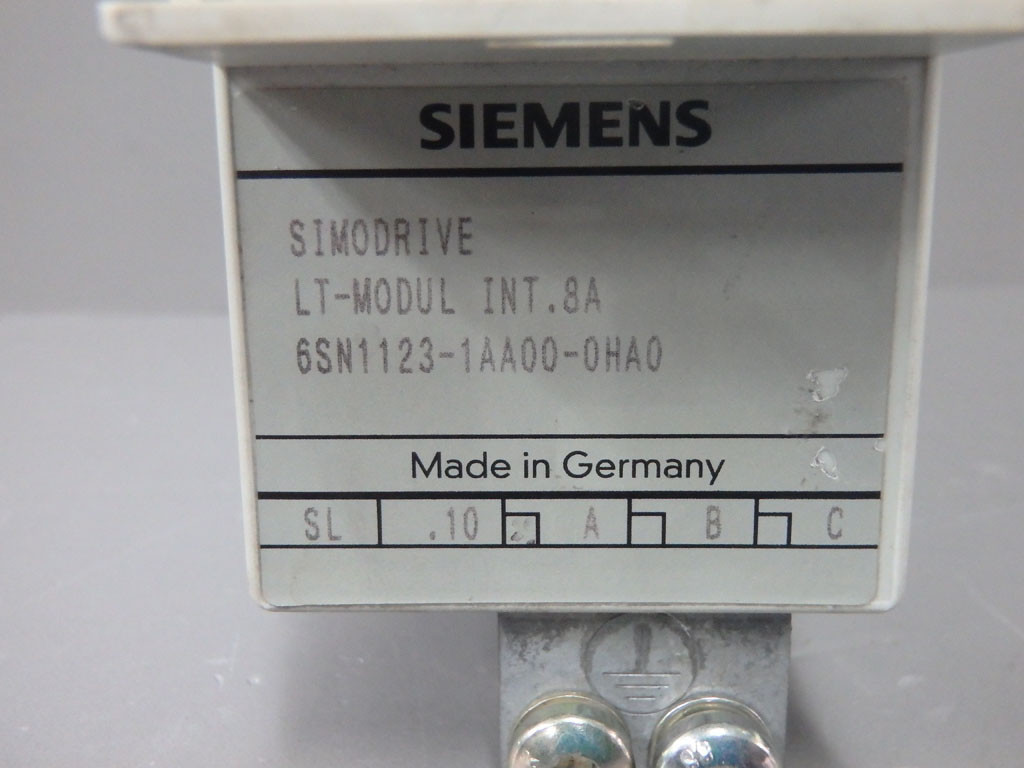 SIEMENS
SIMODRIVE
LT-MODUL INT.8A
6SN1123-1AA00-0HA0
Made in Germany
SL .10 A B C